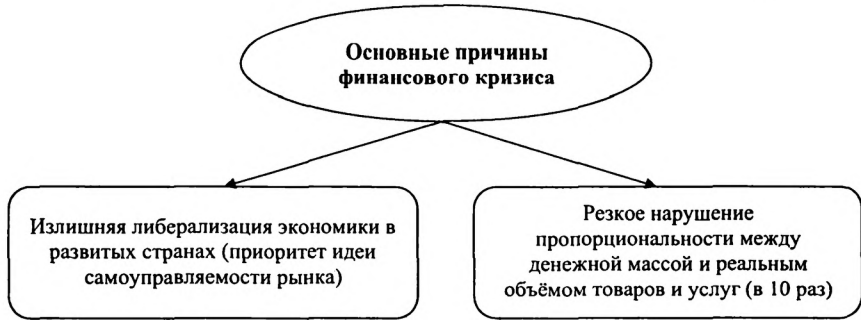 Основные причины
финансового кризиса
Излишняя либерализация экономики в
развитых странах (приоритет идеи
самоуправляемости рынка)
Резкое нарушение
пропорциональности между
денежной массой и реальным
объёмом товаров и услуг (в 10 раз)